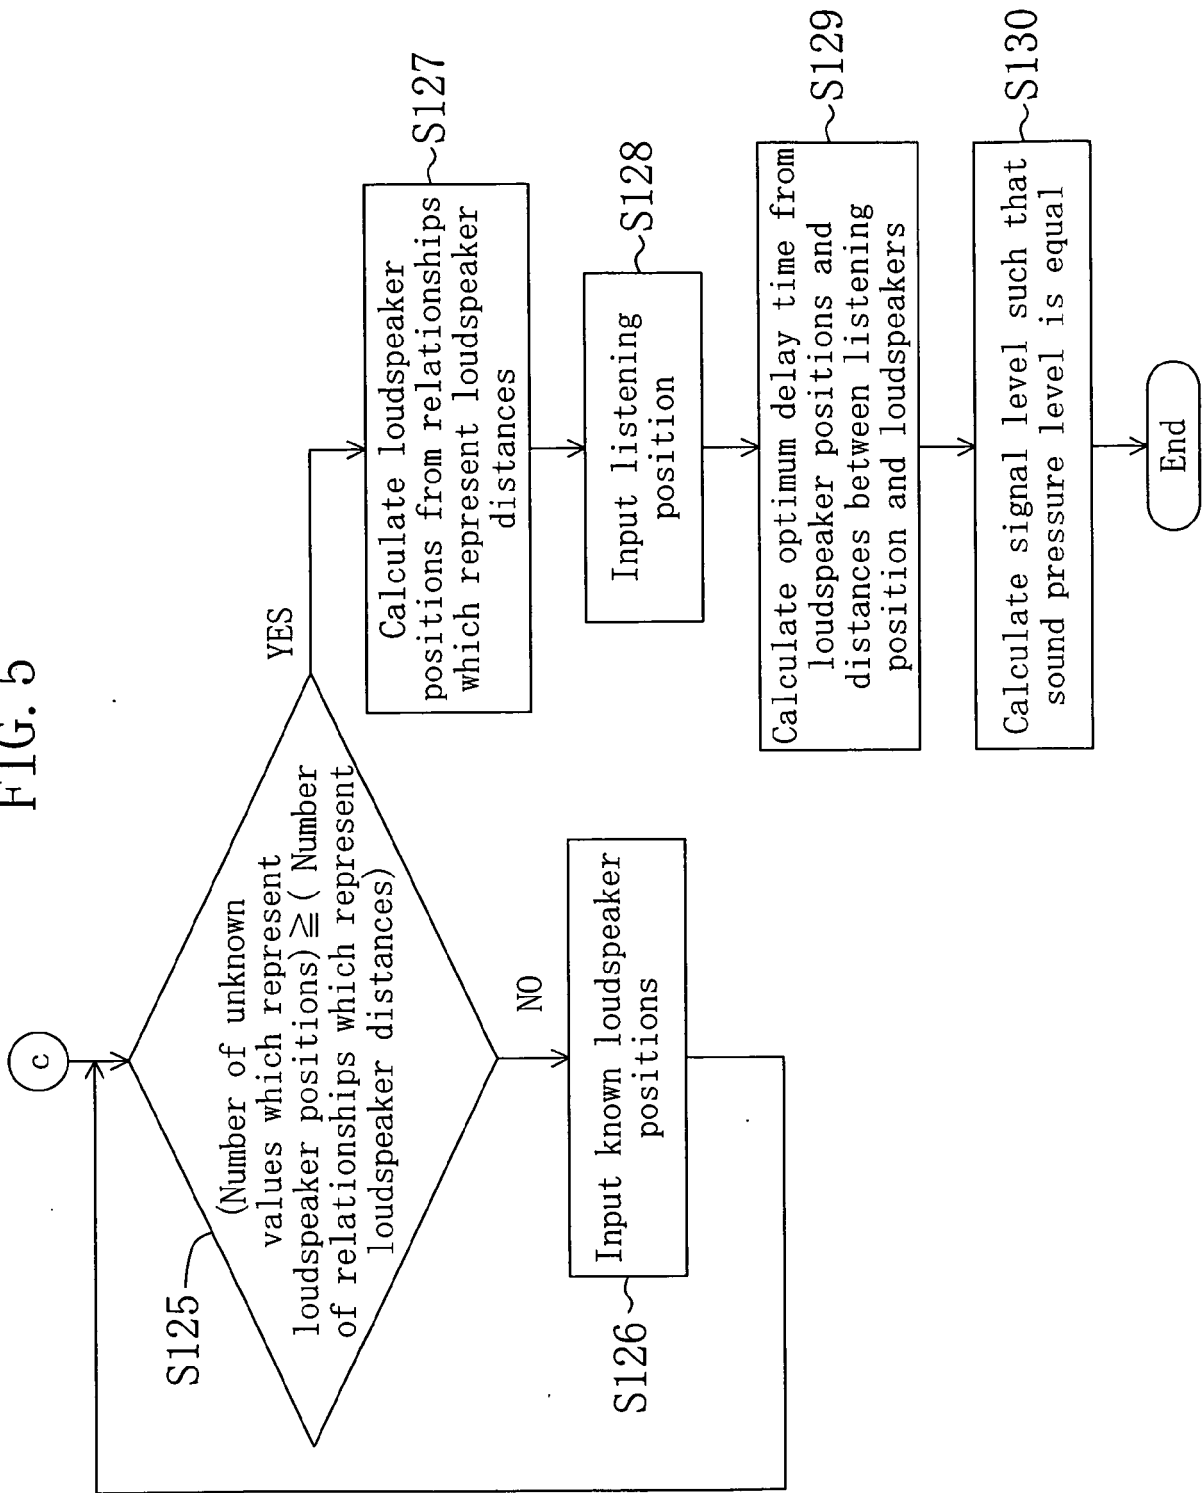 FIG. 5
c
S125
(Number of unknown
values which represent
loudspeaker positions)≧( Number
of relationships which represent
loudspeaker distances)
YES
NO
S126
Input known loudspeaker
positions
Calculate loudspeaker
positions from relationships
which represent loudspeaker
distances
S127
Input listening
position
S128
Calculate optimum delay time from
loudspeaker positions and
distances between listening
position and loudspeakers
S129
Calculate signal level such that
sound pressure level is equal
S130
End